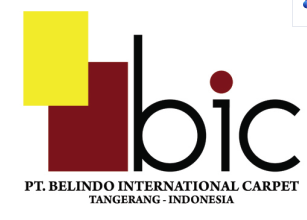 bic
PT. BELINDO INTERNATIONAL CARPET
TANGERANG - INDONESIA